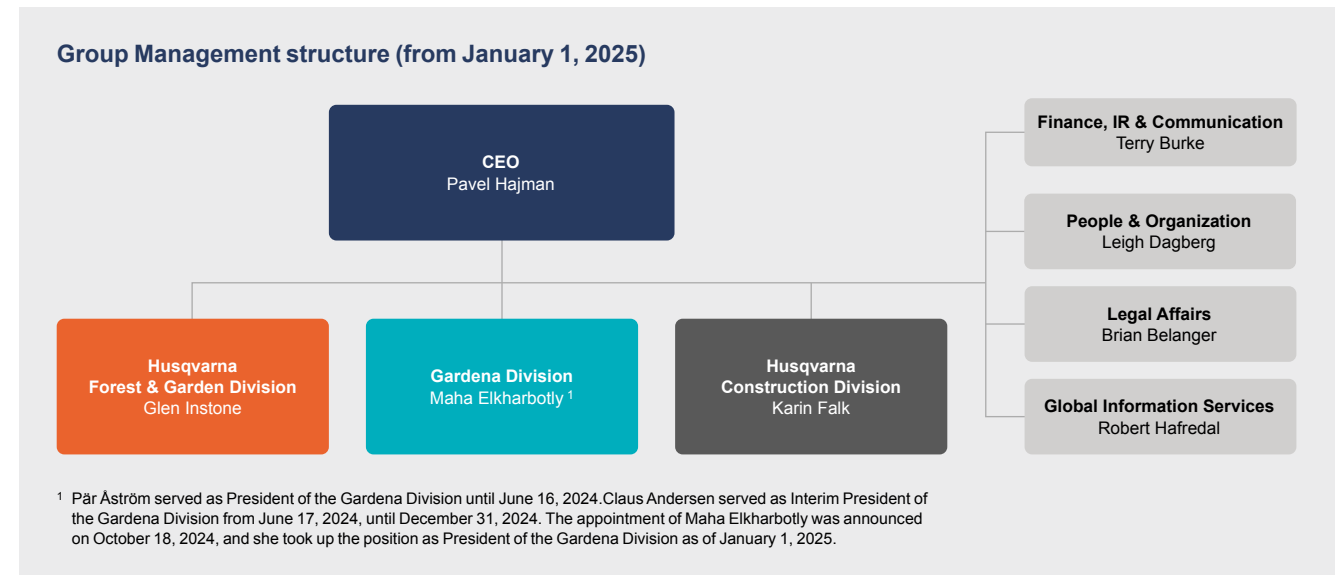 Group Management structure (from January 1, 2025)
CEO
Pavel Hajman
Finance, IR & Communication
Terry Burke
People & Organization
Leigh Dagberg
Legal Affairs
Brian Belanger
Global Information Services
Robert Hafredal
Husqvarna
Forest & Garden Division
Glen Instone
Gardena Division
Maha Elkharbotly ¹
Husqvarna
Construction Division
Karin Falk
¹ Pär Åström served as President of the Gardena Division until June 16, 2024.Claus Andersen served as Interim President of
the Gardena Division from June 17, 2024, until December 31, 2024. The appointment of Maha Elkharbotly was announced
on October 18, 2024, and she took up the position as President of the Gardena Division as of January 1, 2025.